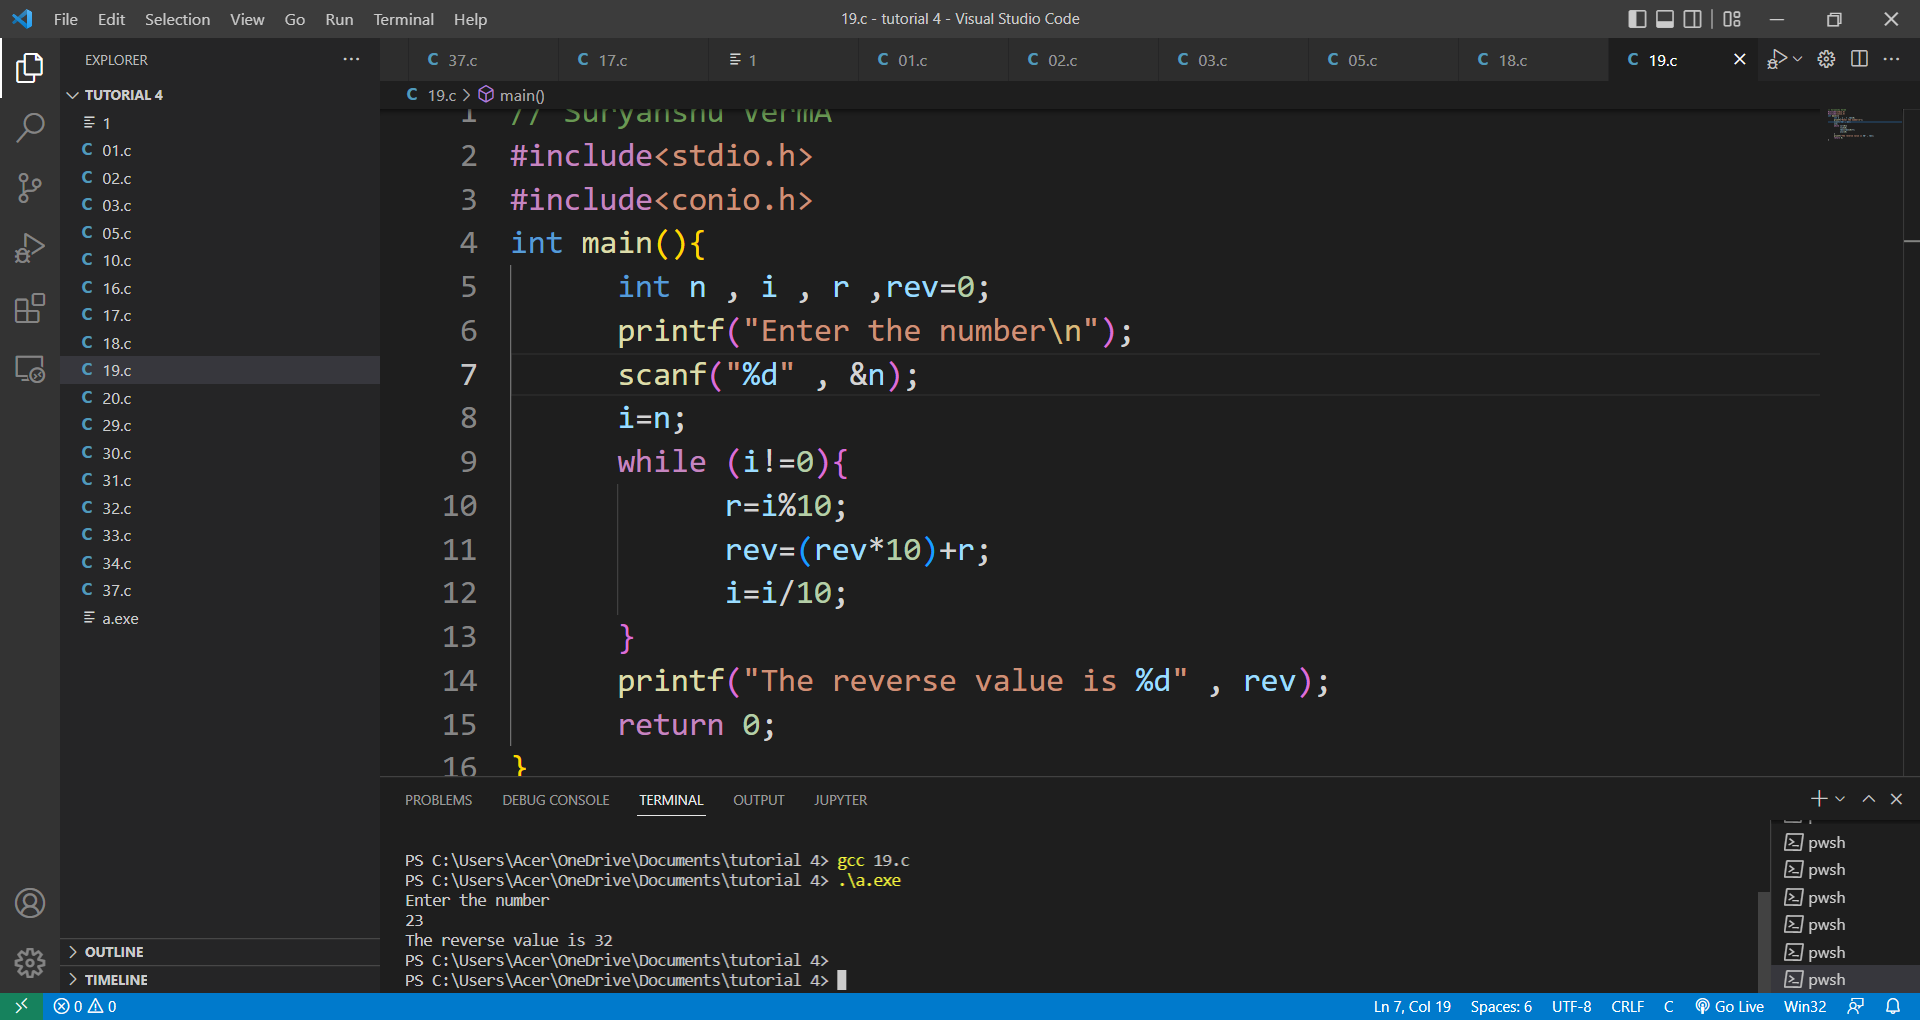 File Edit Selection View Go Run Terminal Help
19.c - tutorial 4 - Visual Studio Code
EXPLORER
TUTORIAL 4
1
01.c
02.c
03.c
05.c
10.c
16.c
17.c
18.c
19.c
20.c
29.c
30.c
31.c
32.c
33.c
34.c
37.c
a.exe
OUTLINE
TIMELINE
C 37.c C 17.c 1 C 01.c C 02.c C 03.c C 05.c C 18.c C 19.c
C 19.c > main()
1 // Suryanshu VermA
2 #include<stdio.h>
3 #include<conio.h>
4 int main(){
5 int n , i , r ,rev=0;
6 printf("Enter the number\n");
7 scanf("%d" , &n);
8 i=n;
9 while (i!=0){
10 r=i%10;
11 rev=(rev*10)+r;
12 i=i/10;
13 }
14 printf("The reverse value is %d" , rev);
15 return 0;
16 }
PROBLEMS DEBUG CONSOLE TERMINAL OUTPUT JUPYTER
PS C:\Users\Acer\OneDrive\Documents\tutorial 4> gcc 19.c
PS C:\Users\Acer\OneDrive\Documents\tutorial 4> .\a.exe
Enter the number
23
The reverse value is 32
PS C:\Users\Acer\OneDrive\Documents\tutorial 4>
PS C:\Users\Acer\OneDrive\Documents\tutorial 4>
pwsh
pwsh
pwsh
pwsh
pwsh
pwsh
0 0 Ln 7, Col 19 Spaces: 6 UTF-8 CRLF C Go Live Win32